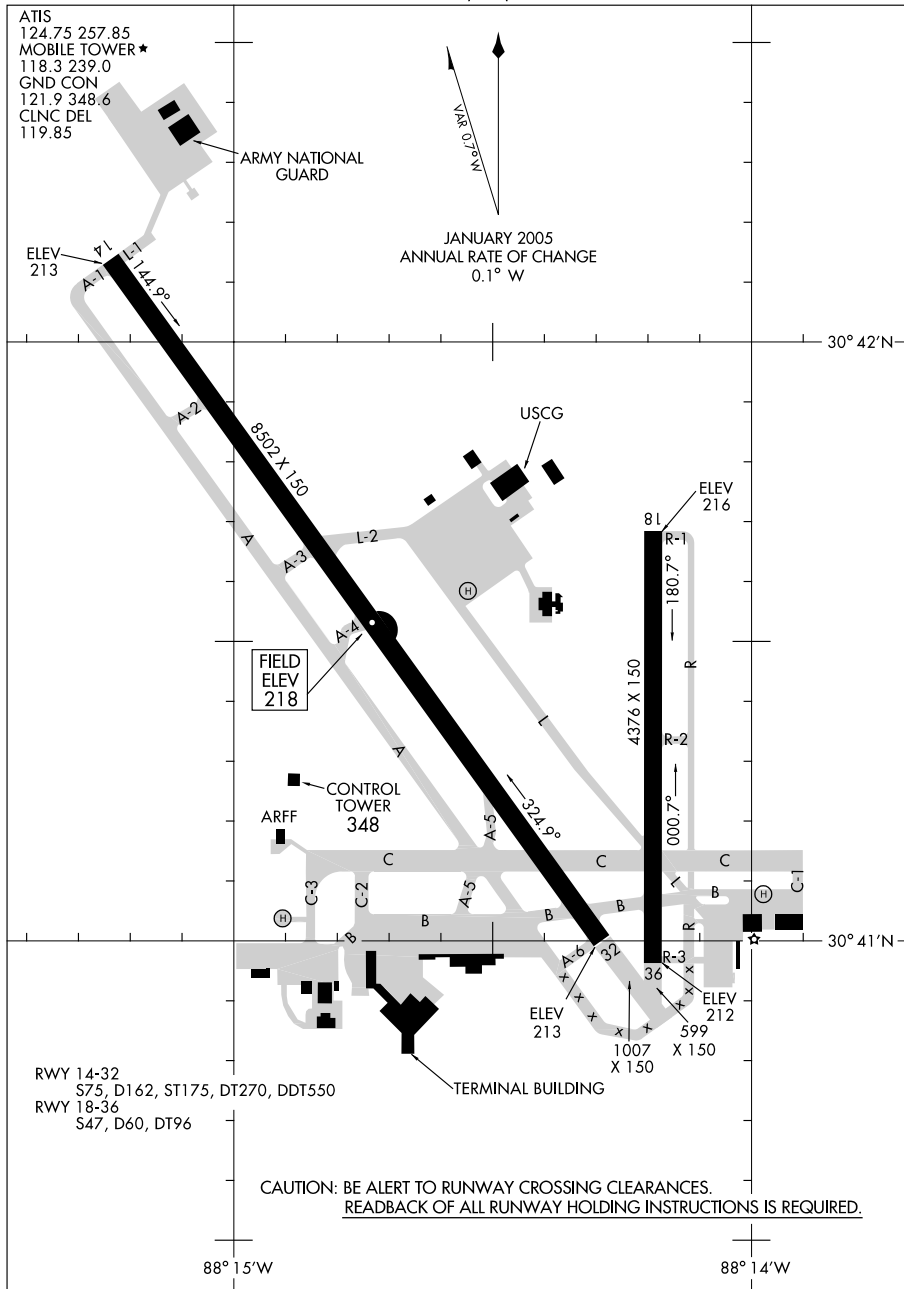 ATIS
124.75 257.85
MOBILE TOWER★
118.3 239.0
GND CON
121.9 348.6
CLNC DEL
119.85
ARMY NATIONAL
GUARD
VAR 0.7°W
JANUARY 2005
ANNUAL RATE OF CHANGE
0.1° W
ELEV
213
14
L-1
A-1
144.9°
30° 42'N
A-2
8502 X 150
USCG
ELEV
216
18
R-1
L-2
A
A-3
180.7°
H
A-4
FIELD
ELEV
218
4376 X 150
R
L
R-2
A
CONTROL
TOWER
348
000.7°
324.9°
ARFF
A-5
C
C
C
C-3
C-2
A-5
L
B
C-1
H
H
B
B
B
B
R
30° 41'N
A-6
32
R-3
36
ELEV
213
ELEV
212
1007
X 150
599
X 150
x x x x x x x x
TERMINAL BUILDING
RWY 14-32
S75, D162, ST175, DT270, DDT550
RWY 18-36
S47, D60, DT96
CAUTION: BE ALERT TO RUNWAY CROSSING CLEARANCES.
READBACK OF ALL RUNWAY HOLDING INSTRUCTIONS IS REQUIRED.
88° 15'W
88° 14'W